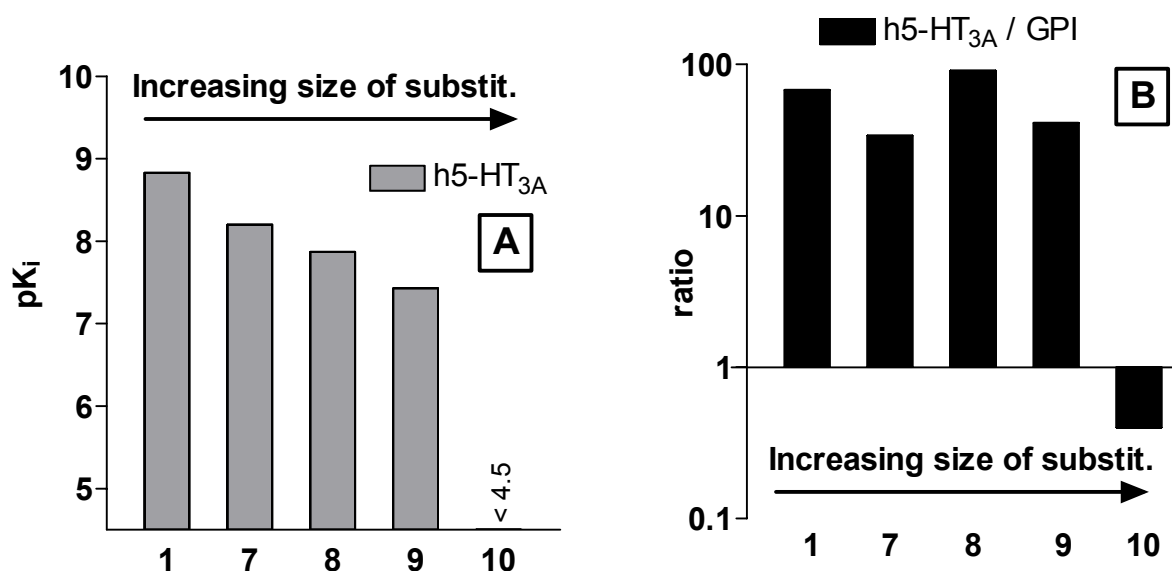 Increasing size of substit.
h5-HT3A
A
pKi
10
9
8
7
6
5
< 4.5
1 7 8 9 10
h5-HT3A / GPI
B
ratio
100
10
1
0.1
Increasing size of substit.
1 7 8 9 10